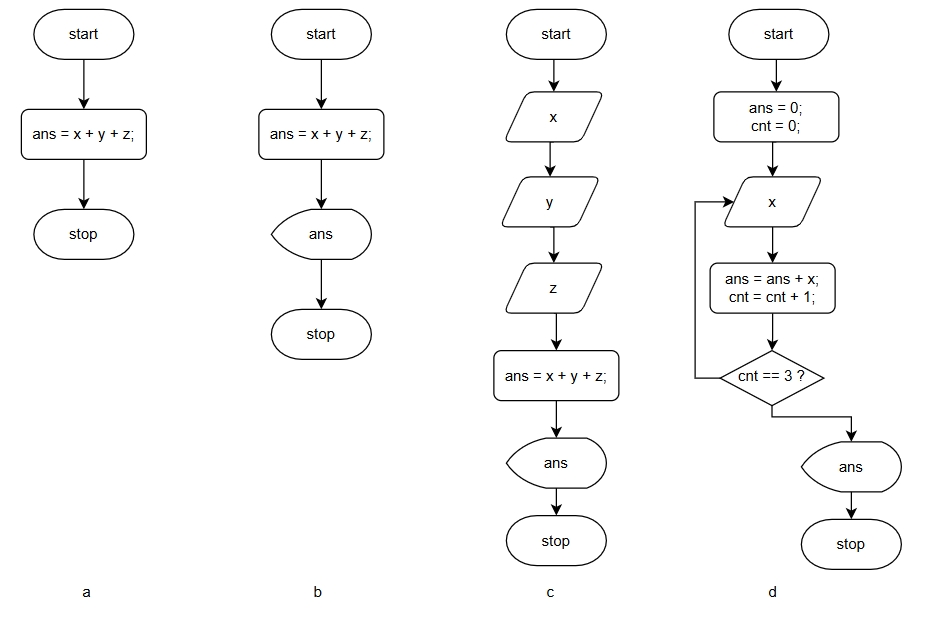 start
ans = x + y + z;
stop
a
start
ans = x + y + z;
ans
stop
b
start
x
y
z
ans = x + y + z;
ans
stop
c
start
ans = 0;
cnt = 0;
x
ans = ans + x;
cnt = cnt + 1;
cnt == 3 ?
ans
stop
d